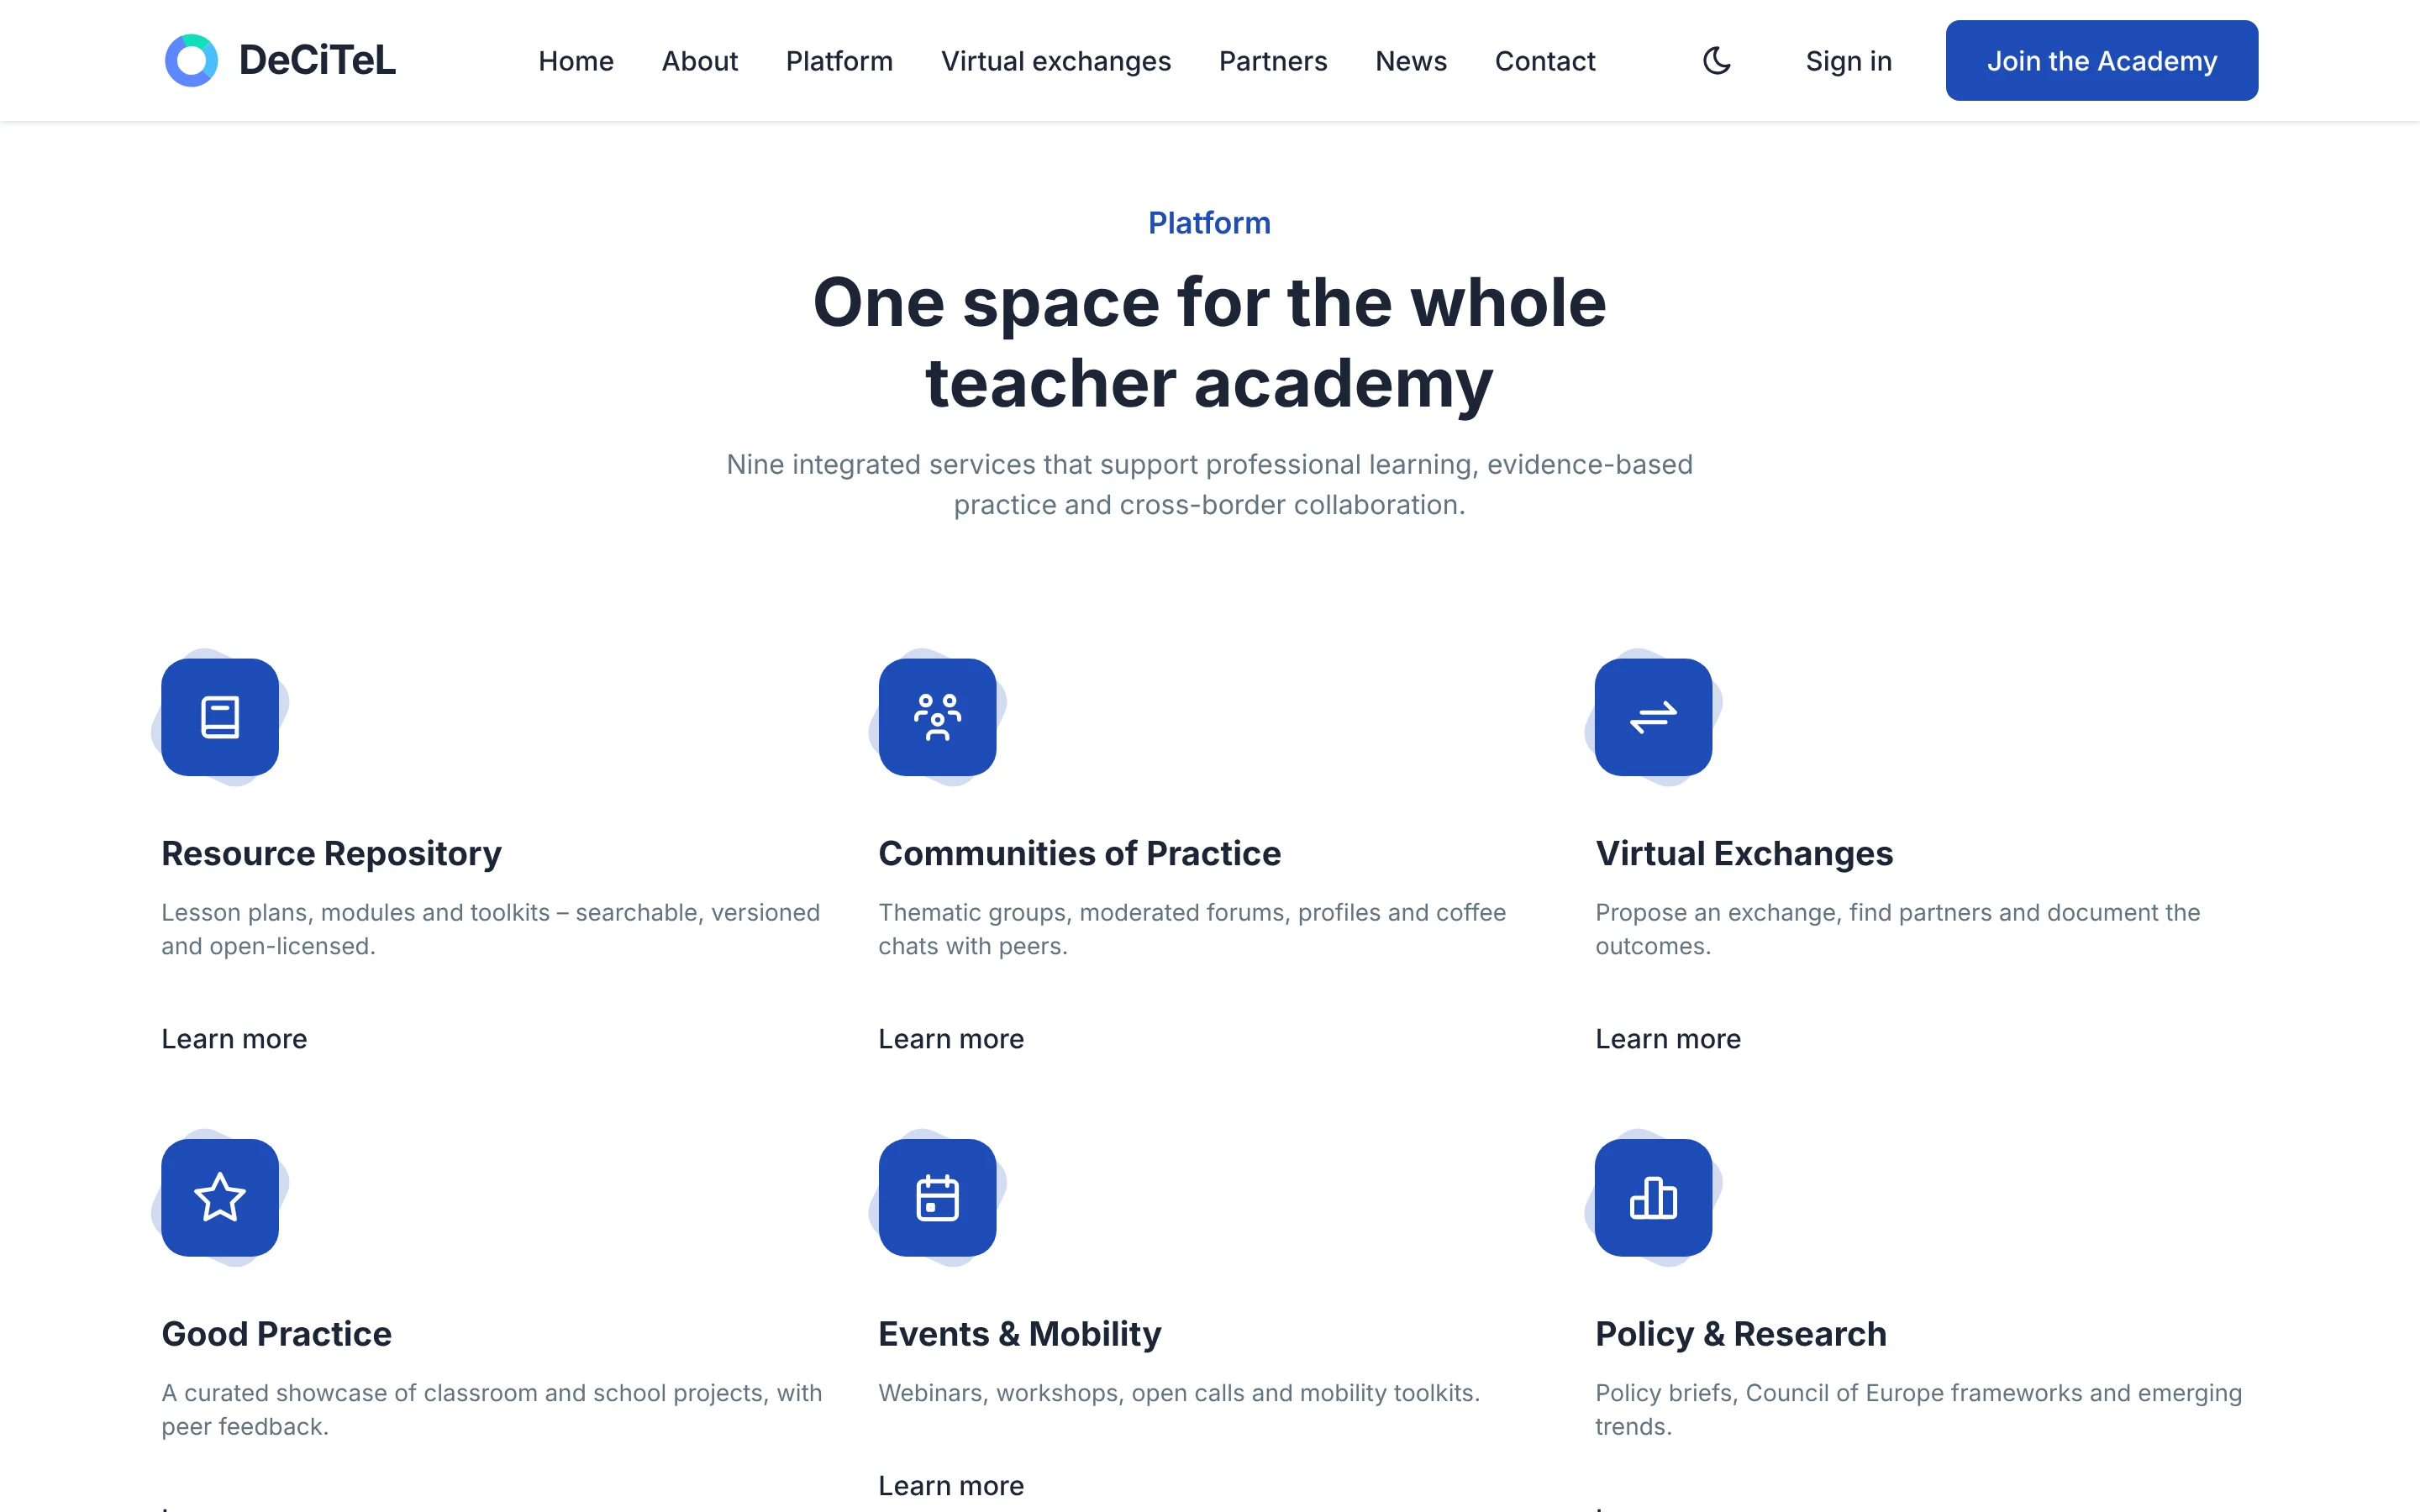 DeCiTeL
Home About Platform Virtual exchanges Partners News Contact Sign in Join the Academy
Platform
One space for the whole
teacher academy
Nine integrated services that support professional learning, evidence-based
practice and cross-border collaboration.
Resource Repository
Lesson plans, modules and toolkits – searchable, versioned
and open-licensed.
Learn more
Communities of Practice
Thematic groups, moderated forums, profiles and coffee
chats with peers.
Learn more
Virtual Exchanges
Propose an exchange, find partners and document the
outcomes.
Learn more
Good Practice
A curated showcase of classroom and school projects, with
peer feedback.
Events & Mobility
Webinars, workshops, open calls and mobility toolkits.
Learn more
Policy & Research
Policy briefs, Council of Europe frameworks and emerging
trends.